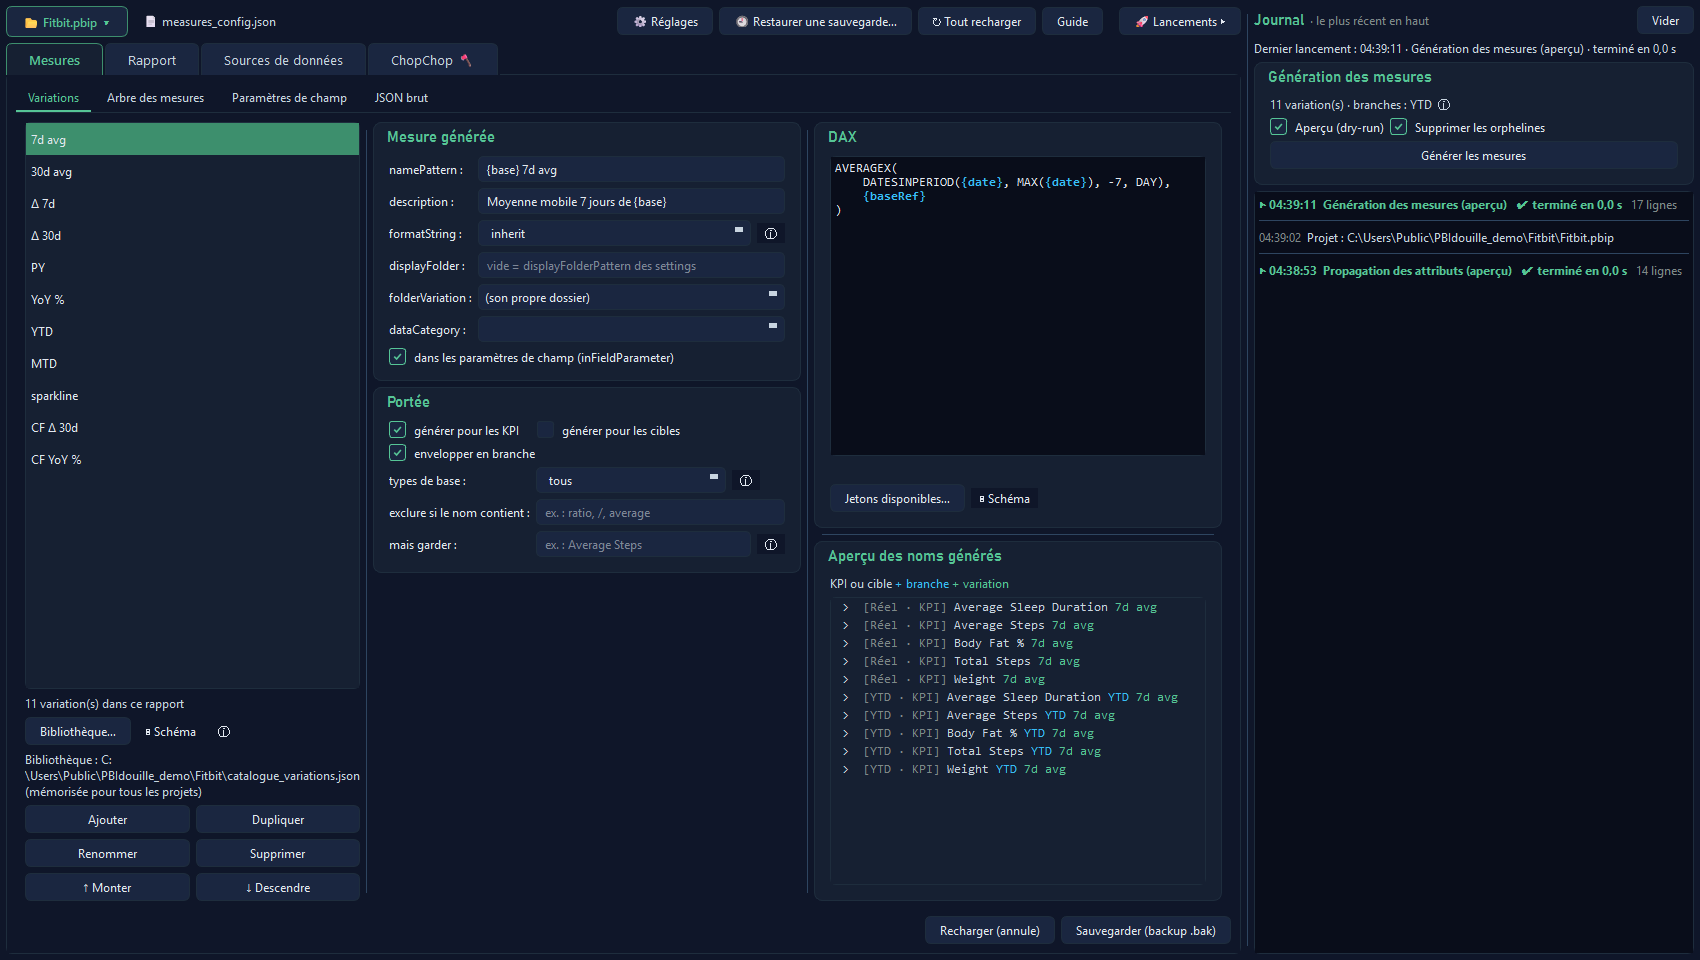 Fitbit.pbip
measures_config.json
Réglages
Restaurer une sauvegarde...
↻ Tout recharger
Guide
Lancements
Mesures
Rapport
Sources de données
ChopChop
Variations
Arbre des mesures
Paramètres de champ
JSON brut
7d avg
30d avg
Δ 7d
Δ 30d
PY
YoY %
YTD
MTD
sparkline
CF Δ 30d
CF YoY %
11 variation(s) dans ce rapport
Bibliothèque...
Schéma
Bibliothèque : C:
\Users\Public\PBIdouille_demo\Fitbit\catalogue_variations.json
(mémorisée pour tous les projets)
Ajouter
Dupliquer
Renommer
Supprimer
↑ Monter
↓ Descendre
Mesure générée
namePattern :
{base} 7d avg
description :
Moyenne mobile 7 jours de {base}
formatString :
inherit
displayFolder :
vide = displayFolderPattern des settings
folderVariation :
(son propre dossier)
dataCategory :
dans les paramètres de champ (inFieldParameter)
Portée
générer pour les KPI
générer pour les cibles
envelopper en branche
types de base :
tous
exclure si le nom contient :
ex. : ratio, /, average
mais garder :
ex. : Average Steps
DAX
AVERAGEX(
DATESINPERIOD({date}, MAX({date}), -7, DAY),
{baseRef}
)
Jetons disponibles...
Schéma
Aperçu des noms générés
KPI ou cible + branche + variation
[Réel · KPI] Average Sleep Duration 7d avg
[Réel · KPI] Average Steps 7d avg
[Réel · KPI] Body Fat % 7d avg
[Réel · KPI] Total Steps 7d avg
[Réel · KPI] Weight 7d avg
[YTD · KPI] Average Sleep Duration YTD 7d avg
[YTD · KPI] Average Steps YTD 7d avg
[YTD · KPI] Body Fat % YTD 7d avg
[YTD · KPI] Total Steps YTD 7d avg
[YTD · KPI] Weight YTD 7d avg
Recharger (annule)
Sauvegarder (backup .bak)
Journal · le plus récent en haut
Vider
Dernier lancement : 04:39:11 · Génération des mesures (aperçu) · terminé en 0,0 s
Génération des mesures
11 variation(s) · branches : YTD
Aperçu (dry-run)
Supprimer les orphelines
Générer les mesures
04:39:11 Génération des mesures (aperçu) ✔ terminé en 0,0 s 17 lignes
04:39:02 Projet : C:\Users\Public\PBIdouille_demo\Fitbit\Fitbit.pbip
04:38:53 Propagation des attributs (aperçu) ✔ terminé en 0,0 s 14 lignes